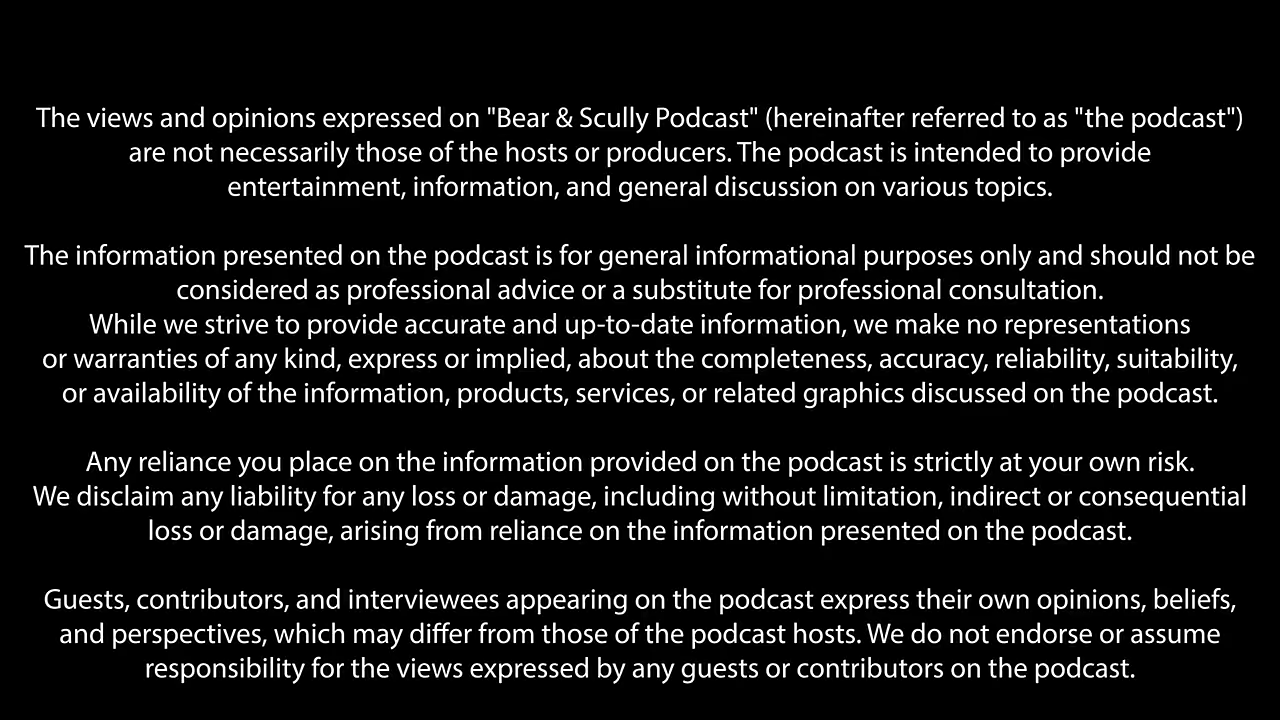 The views and opinions expressed on "Bear & Scully Podcast" (hereinafter referred to as "the podcast")
are not necessarily those of the hosts or producers. The podcast is intended to provide
entertainment, information, and general discussion on various topics.
The information presented on the podcast is for general informational purposes only and should not be
considered as professional advice or a substitute for professional consultation.
While we strive to provide accurate and up-to-date information, we make no representations
or warranties of any kind, express or implied, about the completeness, accuracy, reliability, suitability,
or availability of the information, products, services, or related graphics discussed on the podcast.
Any reliance you place on the information provided on the podcast is strictly at your own risk.
We disclaim any liability for any loss or damage, including without limitation, indirect or consequential
loss or damage, arising from reliance on the information presented on the podcast.
Guests, contributors, and interviewees appearing on the podcast express their own opinions, beliefs,
and perspectives, which may differ from those of the podcast hosts. We do not endorse or assume
responsibility for the views expressed by any guests or contributors on the podcast.